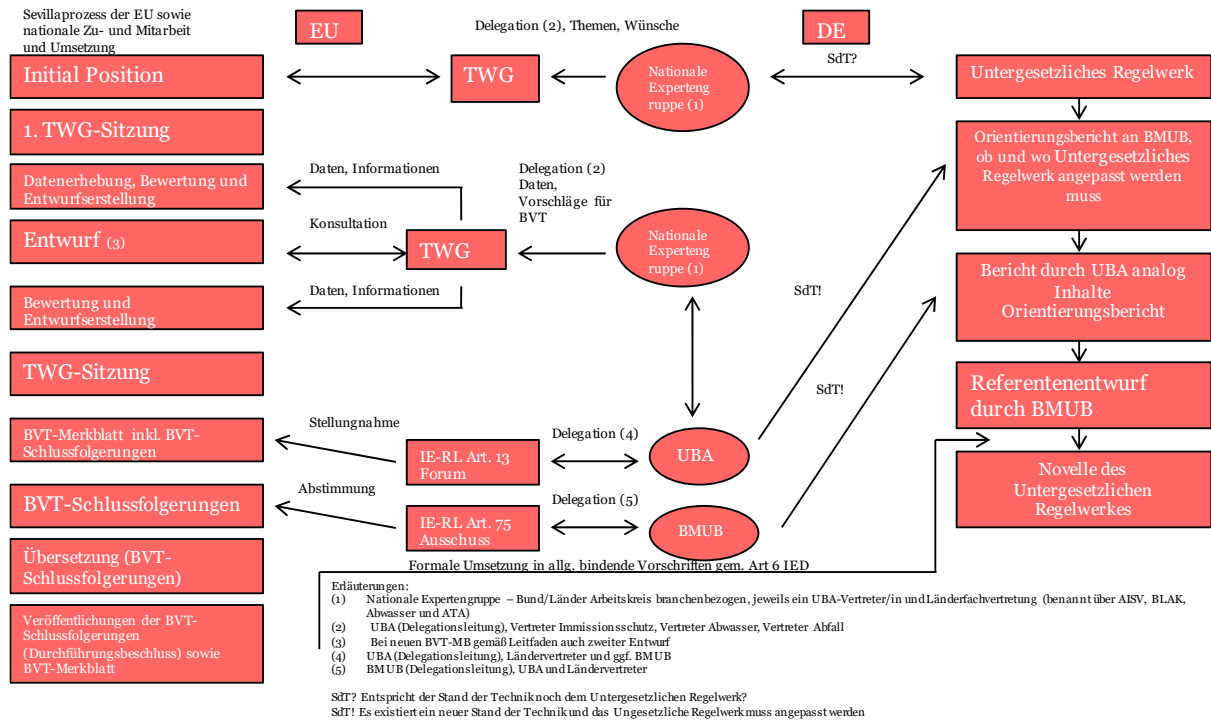 Sevillaprozess der EU sowie
nationale Zu- und Mitarbeit
und Umsetzung
EU
Delegation (2), Themen, Wünsche
DE
Initial Position
TWG
Nationale
Experteng
ruppe (1)
SdT?
Untergesetzliches Regelwerk
1. TWG-Sitzung
Orientierungsbericht an BMUB,
ob und wo Untergesetzliches
Regelwerk angepasst werden
muss
Datenerhebung, Bewertung und
Entwurfserstellung
Daten, Informationen
Delegation (2)
Daten,
Vorschläge für
BVT
Entwurf (3)
Konsultation
TWG
Nationale
Experteng
ruppe (1)
Bericht durch UBA analog
Inhalte
Orientierungsbericht
Bewertung und
Entwurfserstellung
Daten, Informationen
SdT!
TWG-Sitzung
SdT!
Referentenentwurf
durch BMUB
BVT-Merkblatt inkl. BVT-
Schlussfolgerungen
Stellungnahme
IE-RL Art. 13
Forum
Delegation (4)
UBA
Novelle des
Untergesetzlichen
Regelwerkes
BVT-Schlussfolgerungen
Abstimmung
IE-RL Art. 75
Ausschuss
Delegation (5)
BMUB
Übersetzung (BVT-
Schlussfolgerungen)
Formale Umsetzung in allg. bindende Vorschriften gem. Art 6 IED
Veröffentlichungen der BVT-
Schlussfolgerungen
(Durchführungsbeschluss) sowie
BVT-Merkblatt
Erläuterungen:
(1) Nationale Expertengruppe – Bund/Länder Arbeitskreis branchenbezogen, jeweils ein UBA-Vertreter/in und Länderfachvertretung (benannt über AISV, BLAK,
Abwasser und ATA)
(2) UBA (Delegationsleitung), Vertreter Immissionsschutz, Vertreter Abwasser, Vertreter Abfall
(3) Bei neuen BVT-MB gemäß Leitfaden auch zweiter Entwurf
(4) UBA (Delegationsleitung), Ländervertreter und ggf. BMUB
(5) BMUB (Delegationsleitung), UBA und Ländervertreter
SdT? Entspricht der Stand der Technik noch dem Untergesetzlichen Regelwerk?
SdT! Es existiert ein neuer Stand der Technik und das Ungesetzliche Regelwerk muss angepasst werden